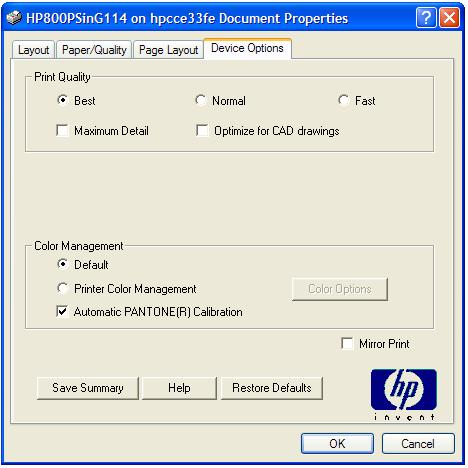 HP800PSinG114 on hpcce33fe Document Properties
Layout Paper/Quality Page Layout Device Options
Print Quality
Best Normal Fast
Maximum Detail Optimize for CAD drawings
Color Management
Default
Printer Color Management Color Options
Automatic PANTONE(R) Calibration
Mirror Print
Save Summary Help Restore Defaults
hp
invent
OK Cancel